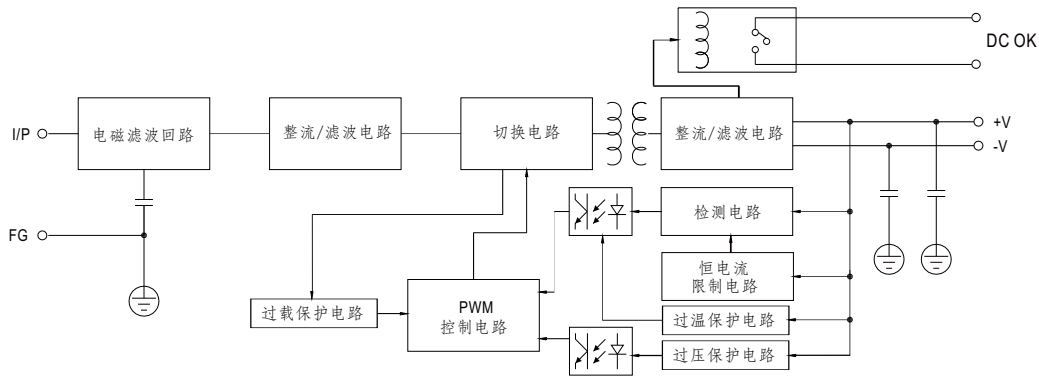 DC OK
I/P
电磁滤波回路
整流/滤波电路
切换电路
整流/滤波电路
+V
-V
FG
检测电路
恒电流
限制电路
过载保护电路
PWM
控制电路
过温保护电路
过压保护电路